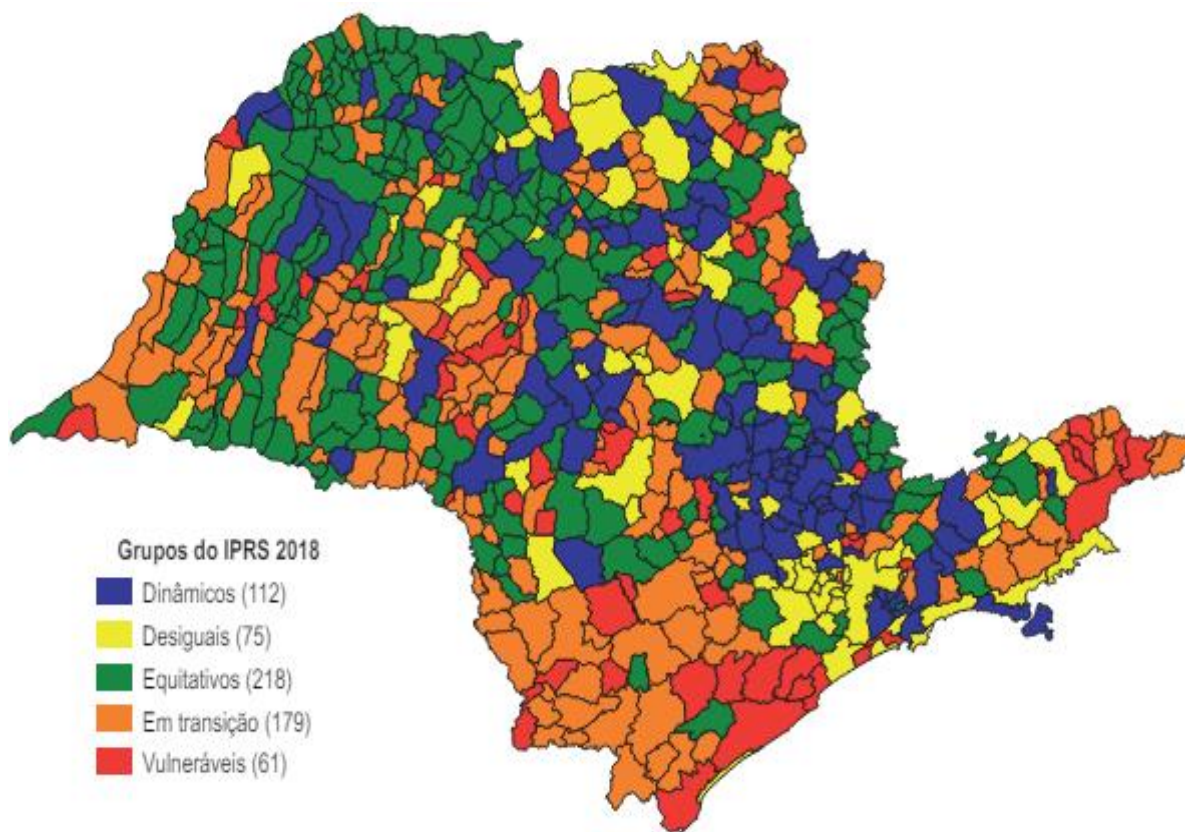 Grupos do IPRS 2018
Dinâmicos (112)
Desiguais (75)
Equitativos (218)
Em transição (179)
Vulneráveis (61)